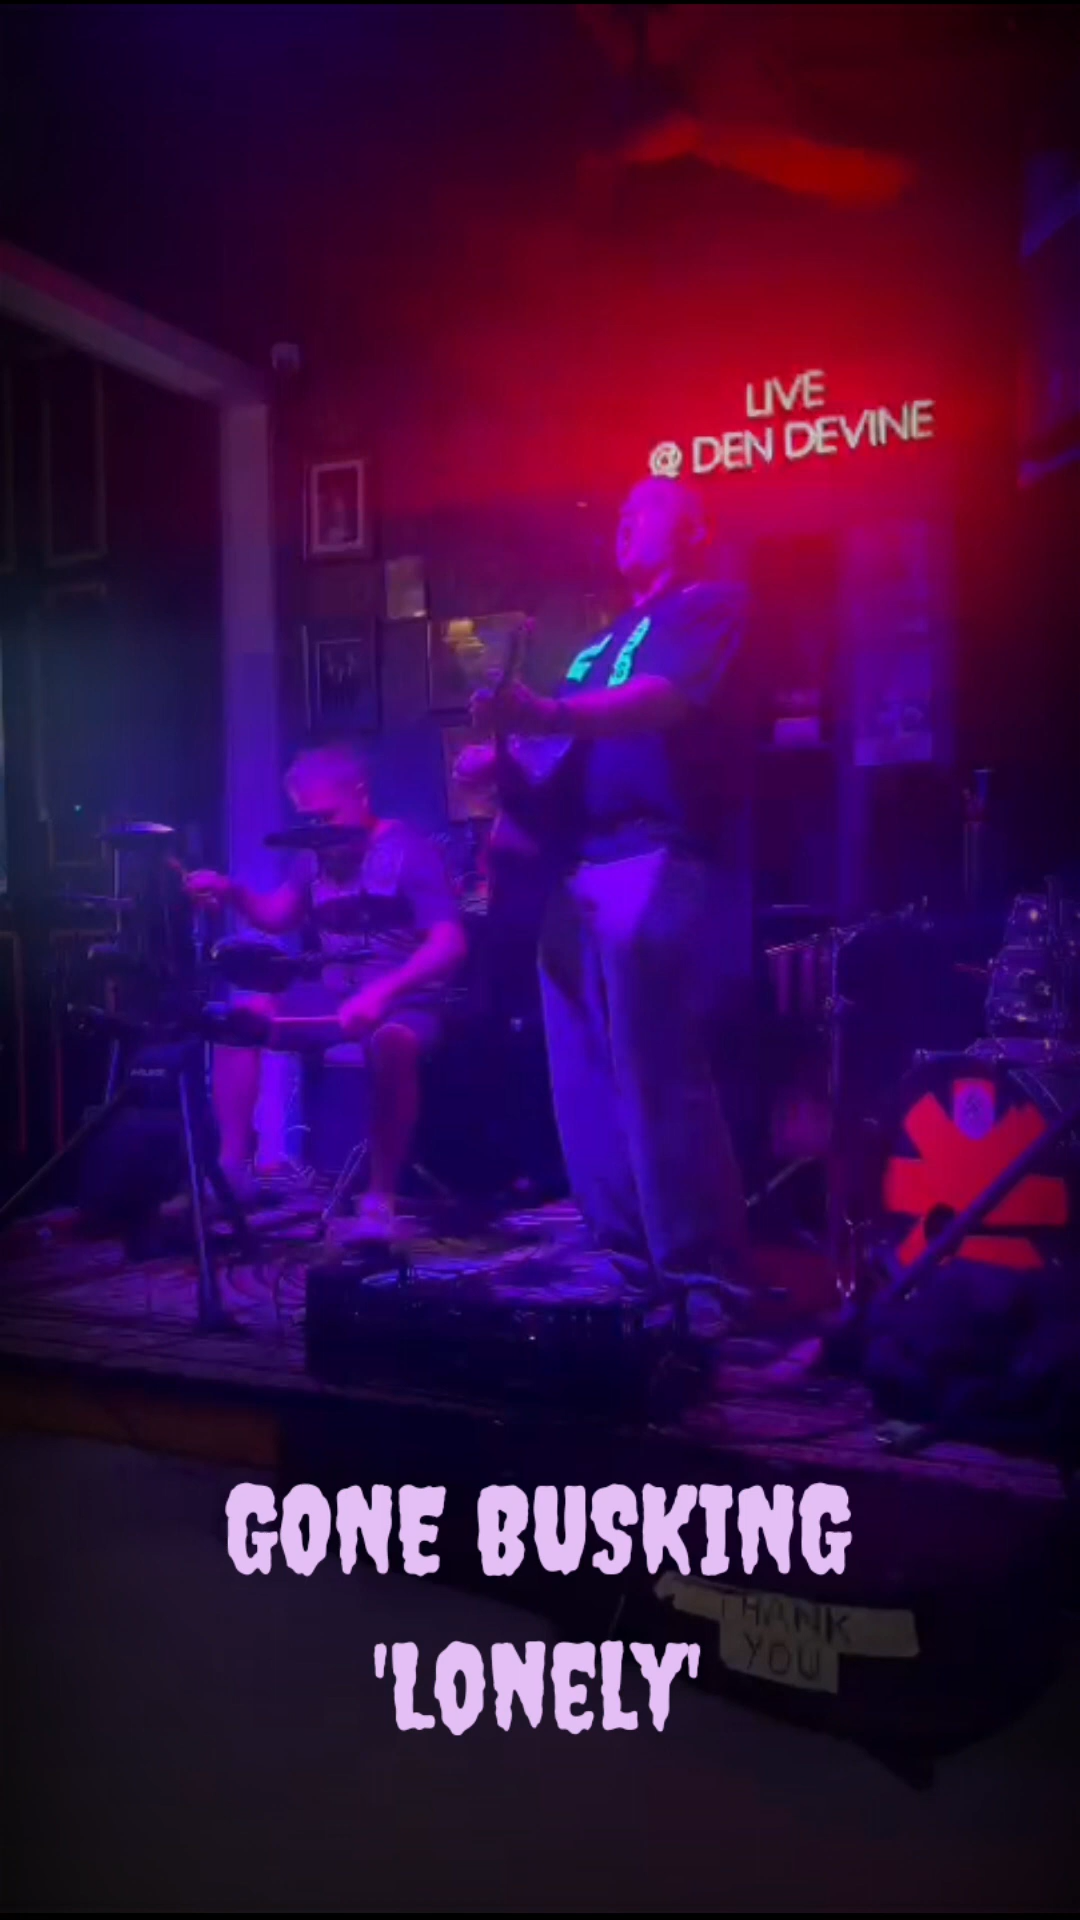 LIVE
@ DEN DEVINE
GONE BUSKING
THANK
YOU
'LONELY'